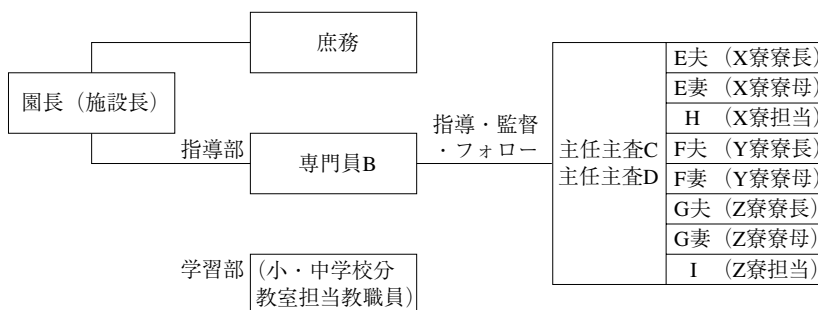 庶務
園長（施設長）
指導部
専門員B
指導・監督
・フォロー
主任主査C
主任主査D
E夫（X寮寮長）
E妻（X寮寮母）
H（X寮担当）
F夫（Y寮寮長）
F妻（Y寮寮母）
G夫（Z寮寮長）
G妻（Z寮寮母）
I（Z寮担当）
学習部
(小・中学校分
教室担当教職員)